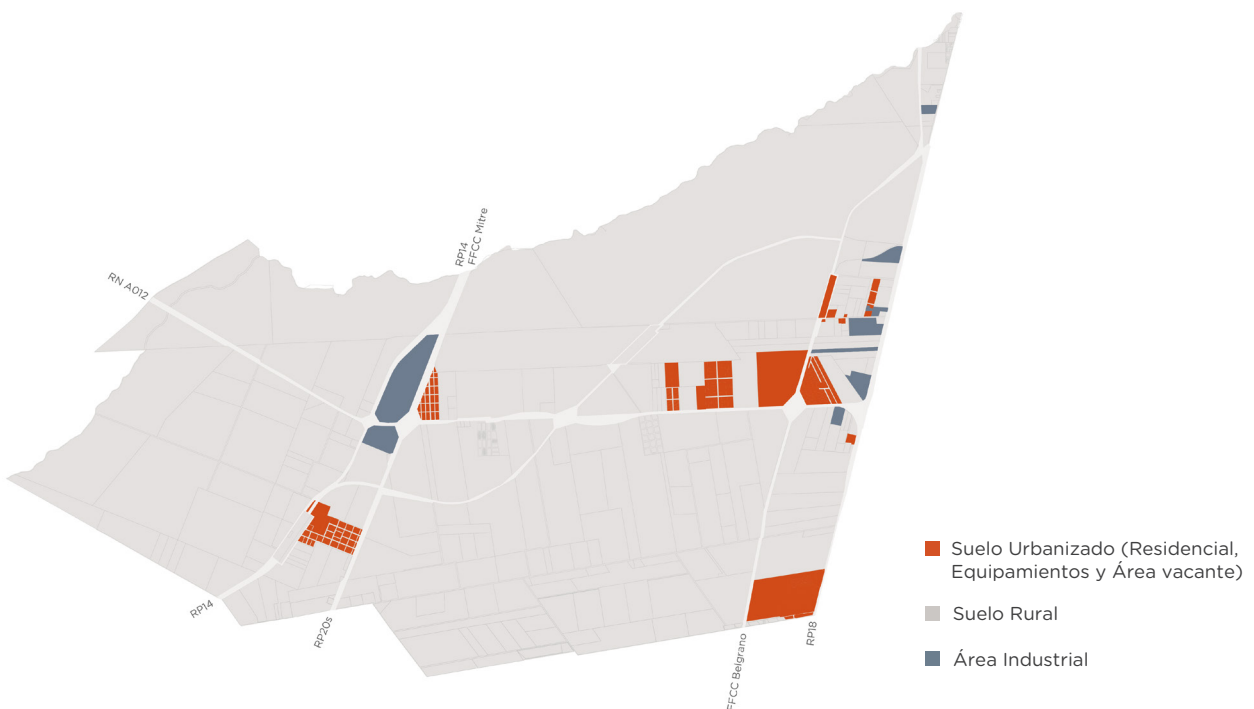 RP14
FFCC Mitre
RN A012
RP14
RP20s
FFCC Belgrano
RP18
Suelo Urbanizado (Residencial,
Equipamientos y Área vacante)
Suelo Rural
Área Industrial